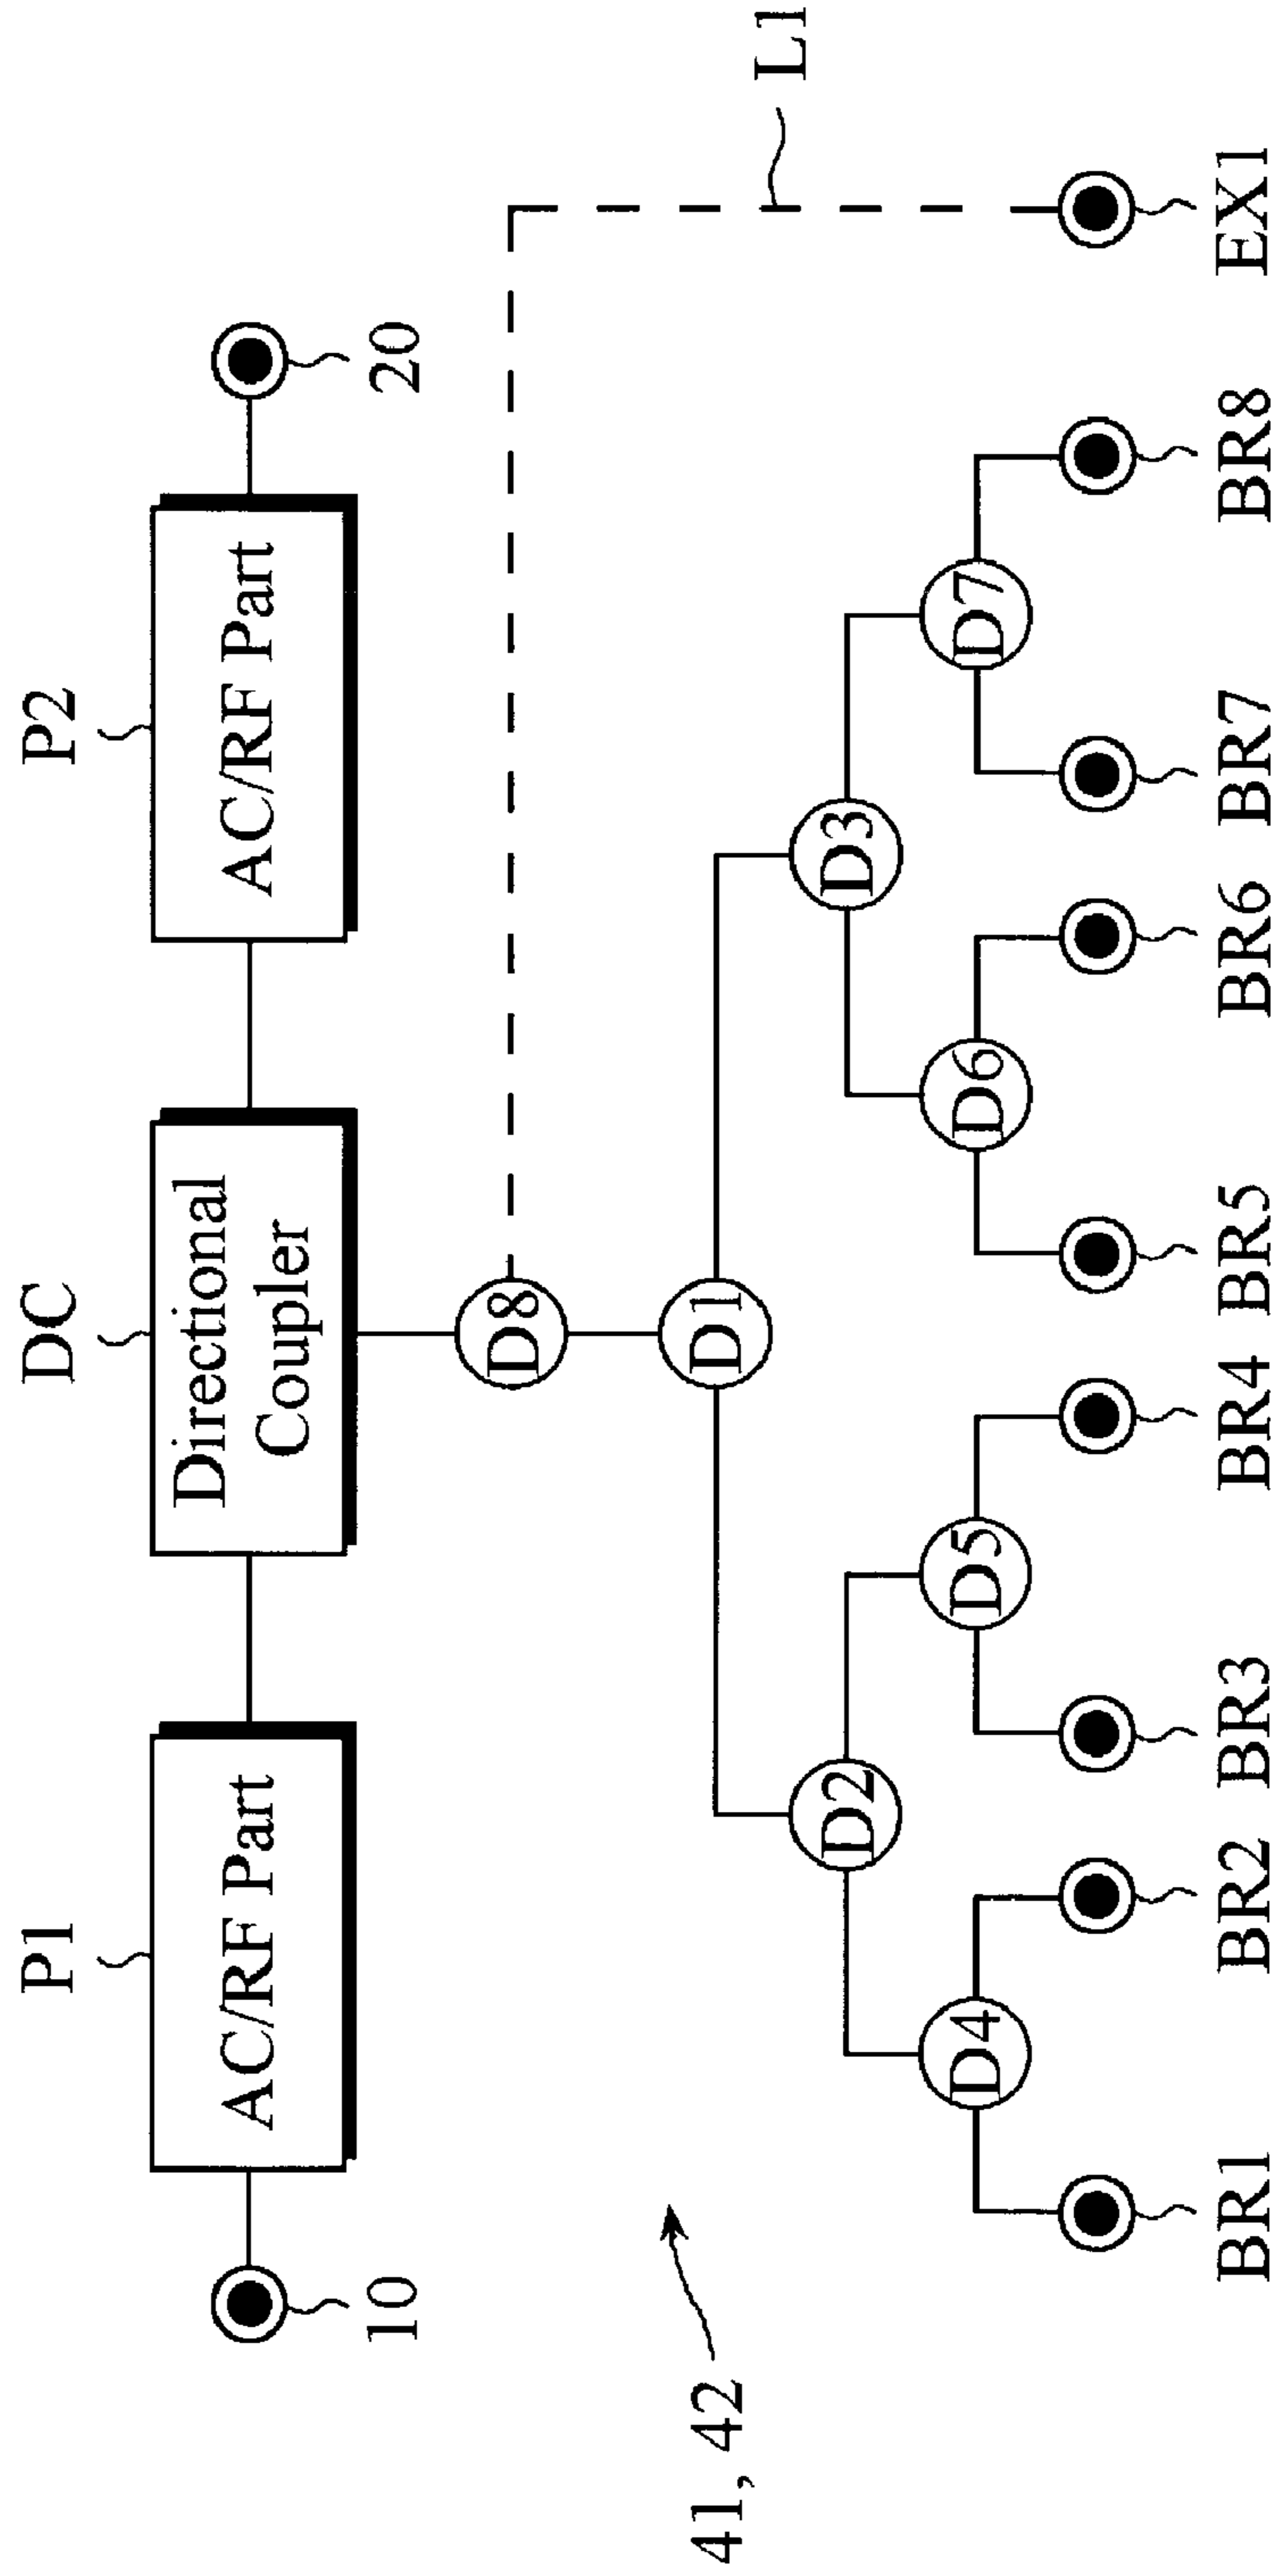 P1
DC
P2
AC/RF Part
Directional
Coupler
AC/RF Part
10
20
D8
L1
41, 42
D1
D2
D3
D4
D5
D6
D7
BR1
BR2
BR3
BR4
BR5
BR6
BR7
BR8
EX1